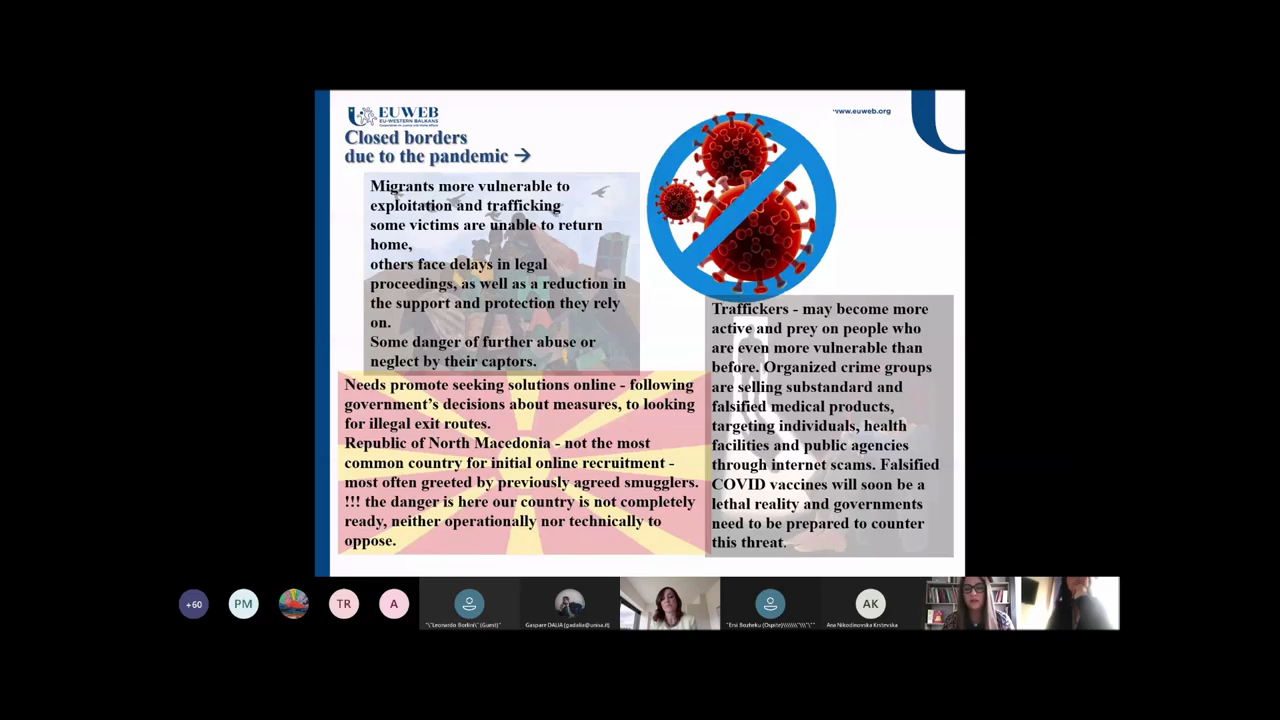 EUWEB
EU-WESTERN BALKANS
www.euweb.org
Closed borders
due to the pandemic →
Migrants more vulnerable to
exploitation and trafficking
some victims are unable to return
home,
others face delays in legal
proceedings, as well as a reduction in
the support and protection they rely
on.
Some danger of further abuse or
neglect by their captors.
Needs promote seeking solutions online - following
government’s decisions about measures, to looking
for illegal exit routes.
Republic of North Macedonia - not the most
common country for initial online recruitment -
most often greeted by previously agreed smugglers.
!!! the danger is here our country is not completely
ready, neither operationally nor technically to
oppose.
Traffickers - may become more
active and prey on people who
are even more vulnerable than
before. Organized crime groups
are selling substandard and
falsified medical products,
targeting individuals, health
facilities and public agencies
through internet scams. Falsified
COVID vaccines will soon be a
lethal reality and governments
need to be prepared to counter
this threat.
+60
PM
TR
A
AK
"\"Leonardo Borlini\" (Guest)"
Gaspare DALIA (gadalia@unisa.it)
"Ersi Bozheku (Ospite)
Ana Nikodinovska Krstevska